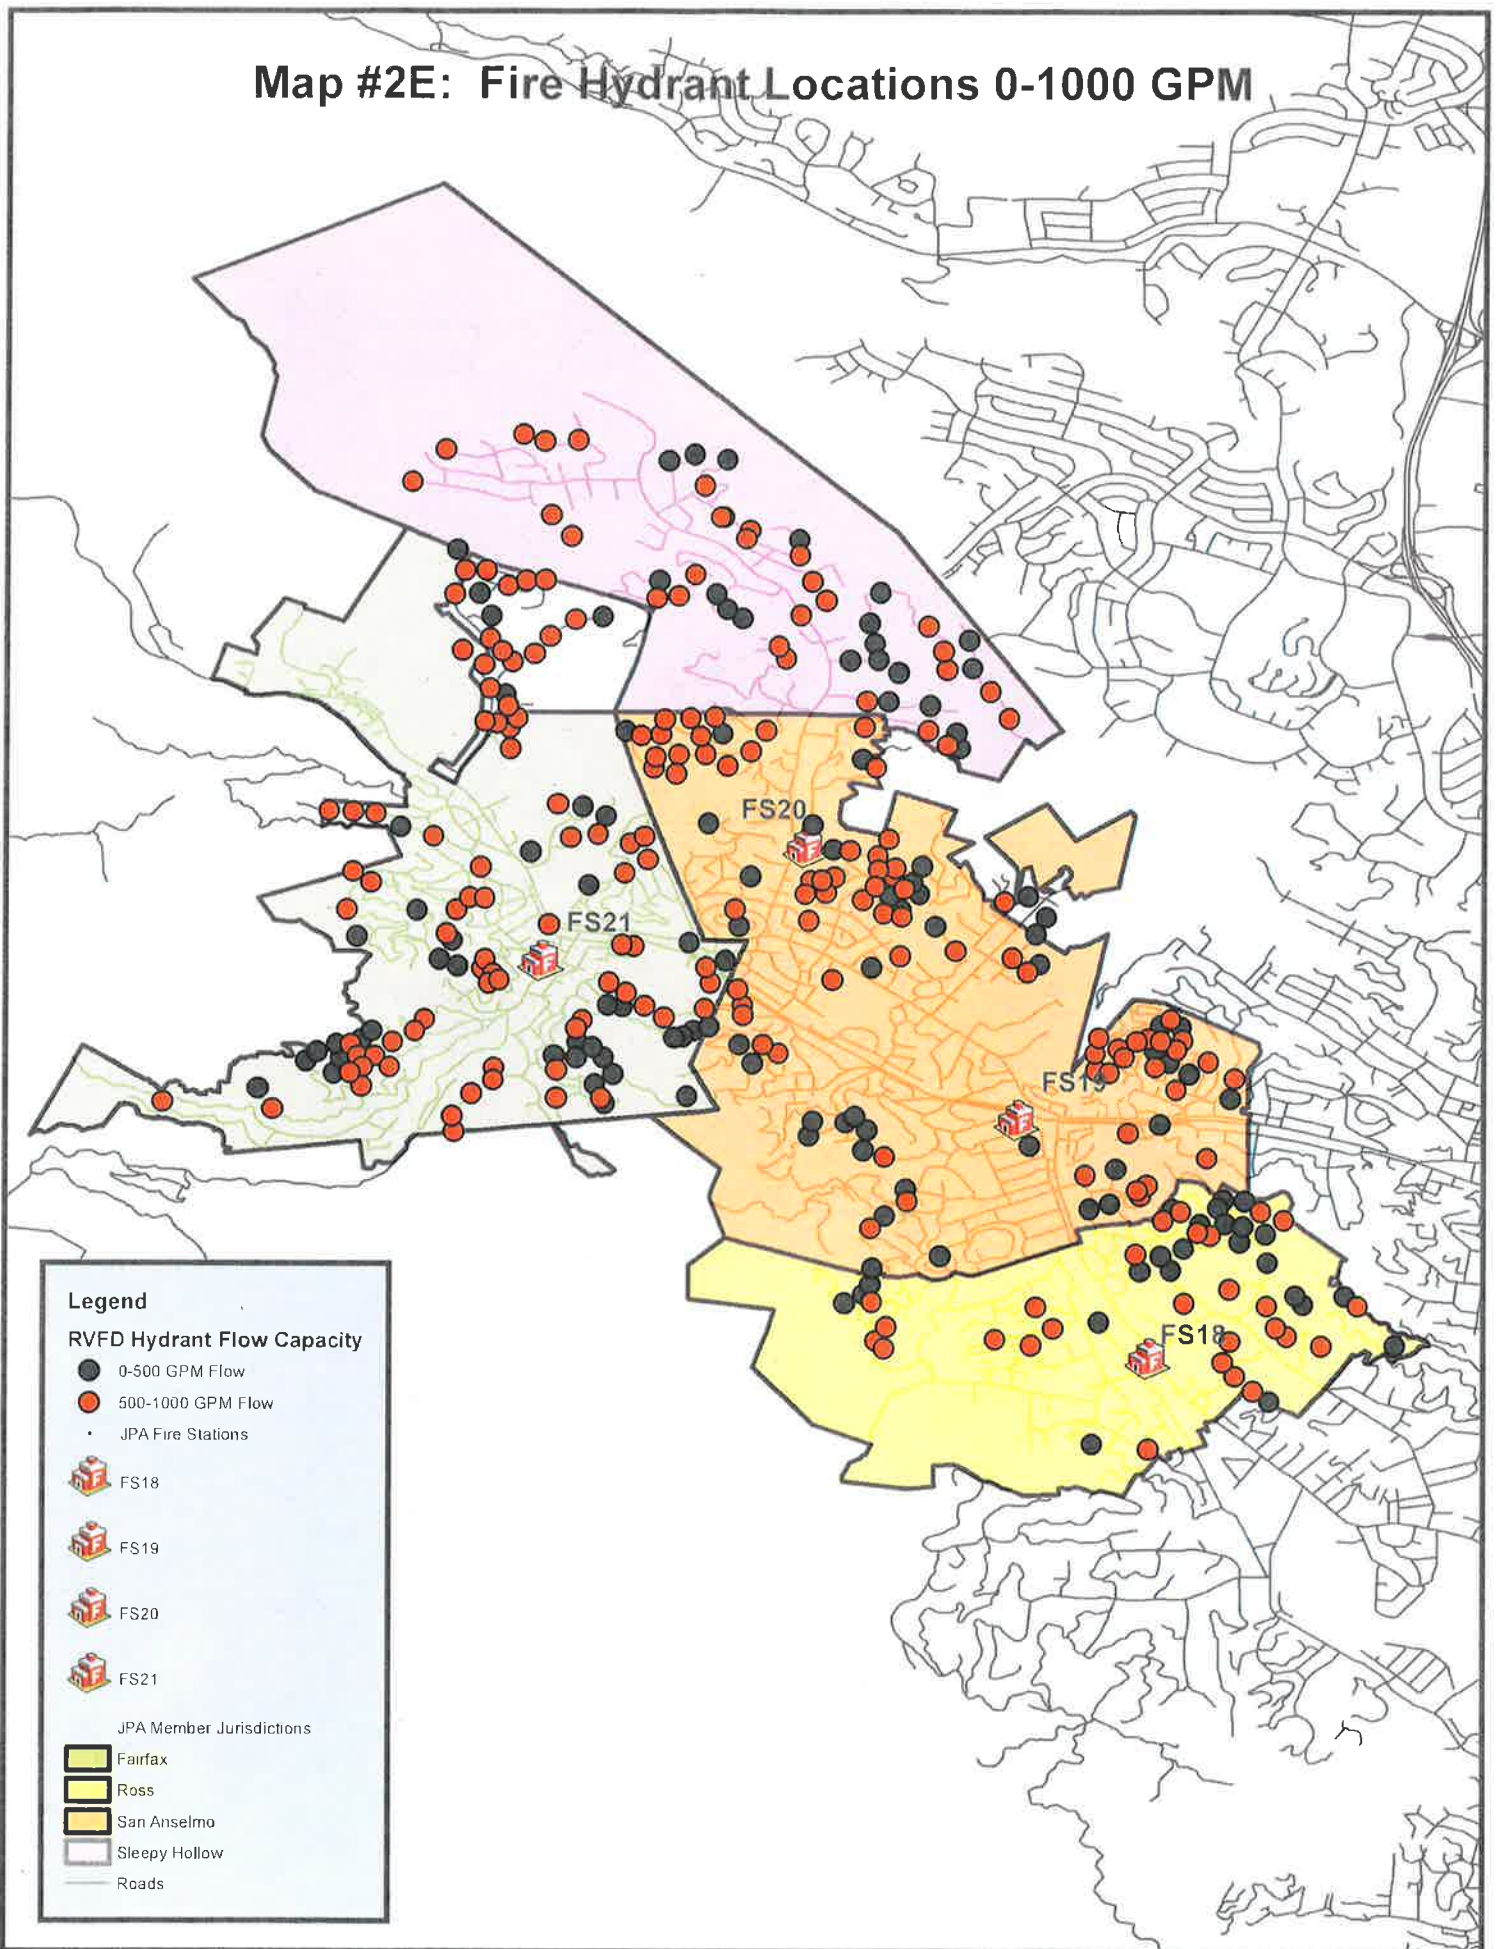 Map #2E: Fire Hydrant Locations 0-1000 GPM
FS20
FS21
FS19
FS18
Legend
RVFD Hydrant Flow Capacity
0-500 GPM Flow
500-1000 GPM Flow
JPA Fire Stations
FS18
FS19
FS20
FS21
JPA Member Jurisdictions
Fairfax
Ross
San Anselmo
Sleepy Hollow
Roads